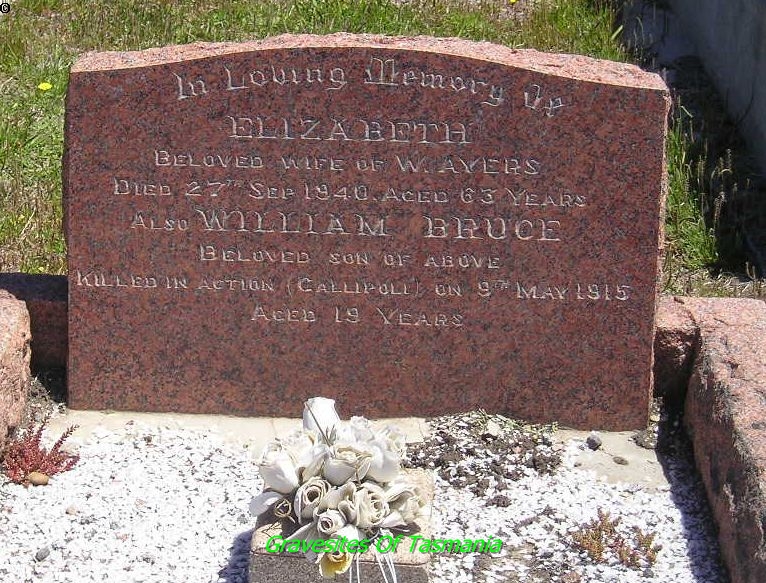 ©
In Loving Memory of
ELIZABETH
BELOVED WIFE OF W. AYERS
DIED 27TH SEP 1940. AGED 63 YEARS
ALSO WILLIAM BRUCE
BELOVED SON OF ABOVE
KILLED IN ACTION (GALLIPOLI) ON 9TH MAY 1915
AGED 19 YEARS
Gravesites Of Tasmania